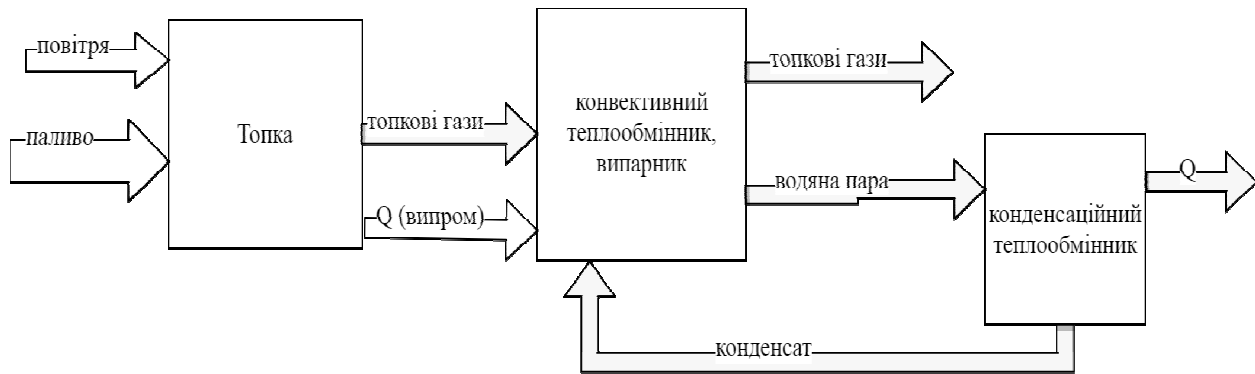 повітря
паливо
Топка
топкові гази
Q (випром)
конвективний
теплообмінник,
випарник
топкові гази
водяна пара
конденсаційний
теплообмінник
Q
конденсат